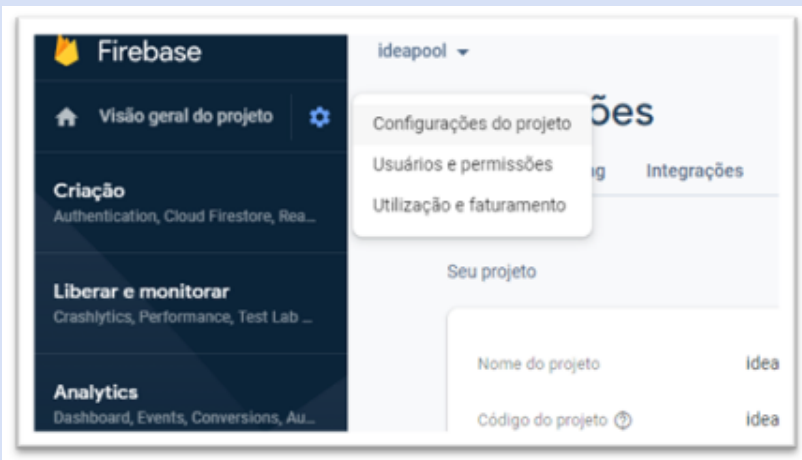 Firebase
Visão geral do projeto
Criação
Authentication, Cloud Firestore, Rea...
Liberar e monitorar
Crashlytics, Performance, Test Lab ...
Analytics
Dashboard, Events, Conversions, Au...
ideapool
Configurações do projeto
Usuários e permissões
Utilização e faturamento
ões
ng
Integrações
Seu projeto
Nome do projeto
idea
Código do projeto
idea